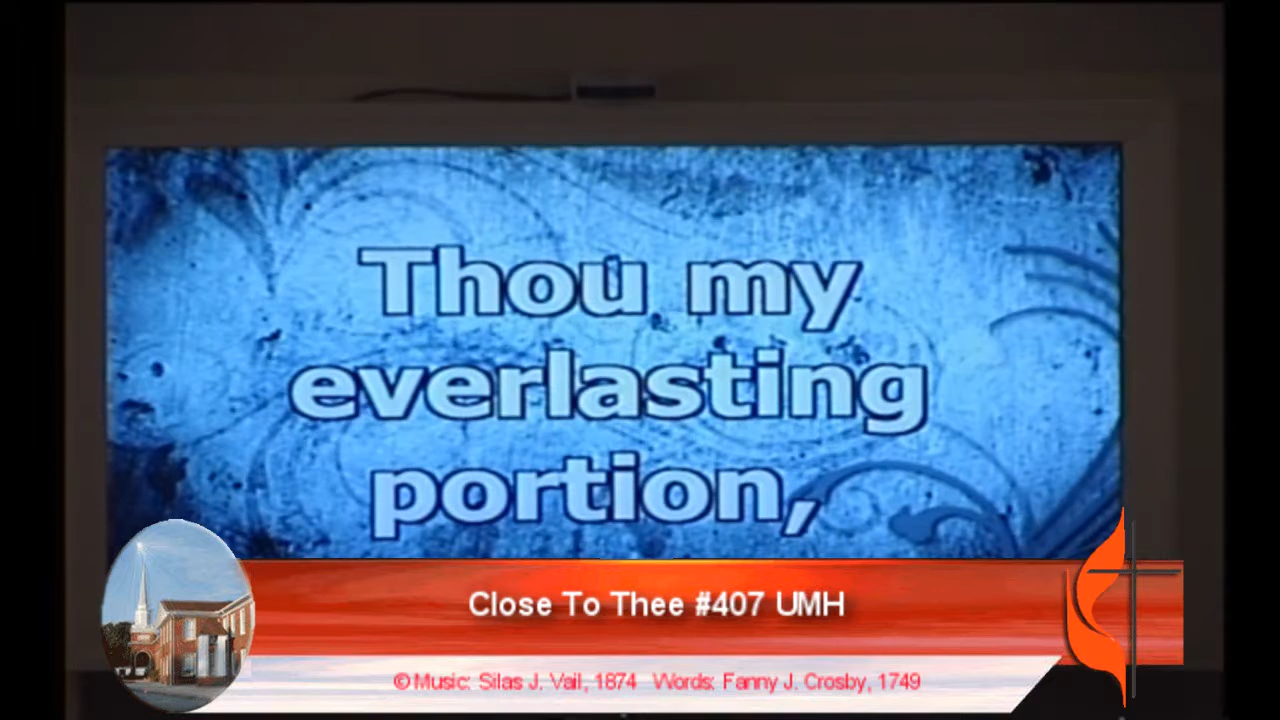 Thou my
everlasting
portion,
Close To Thee #407 UMH
© Music: Silas J. Vail, 1874 Words: Fanny J. Crosby, 1749